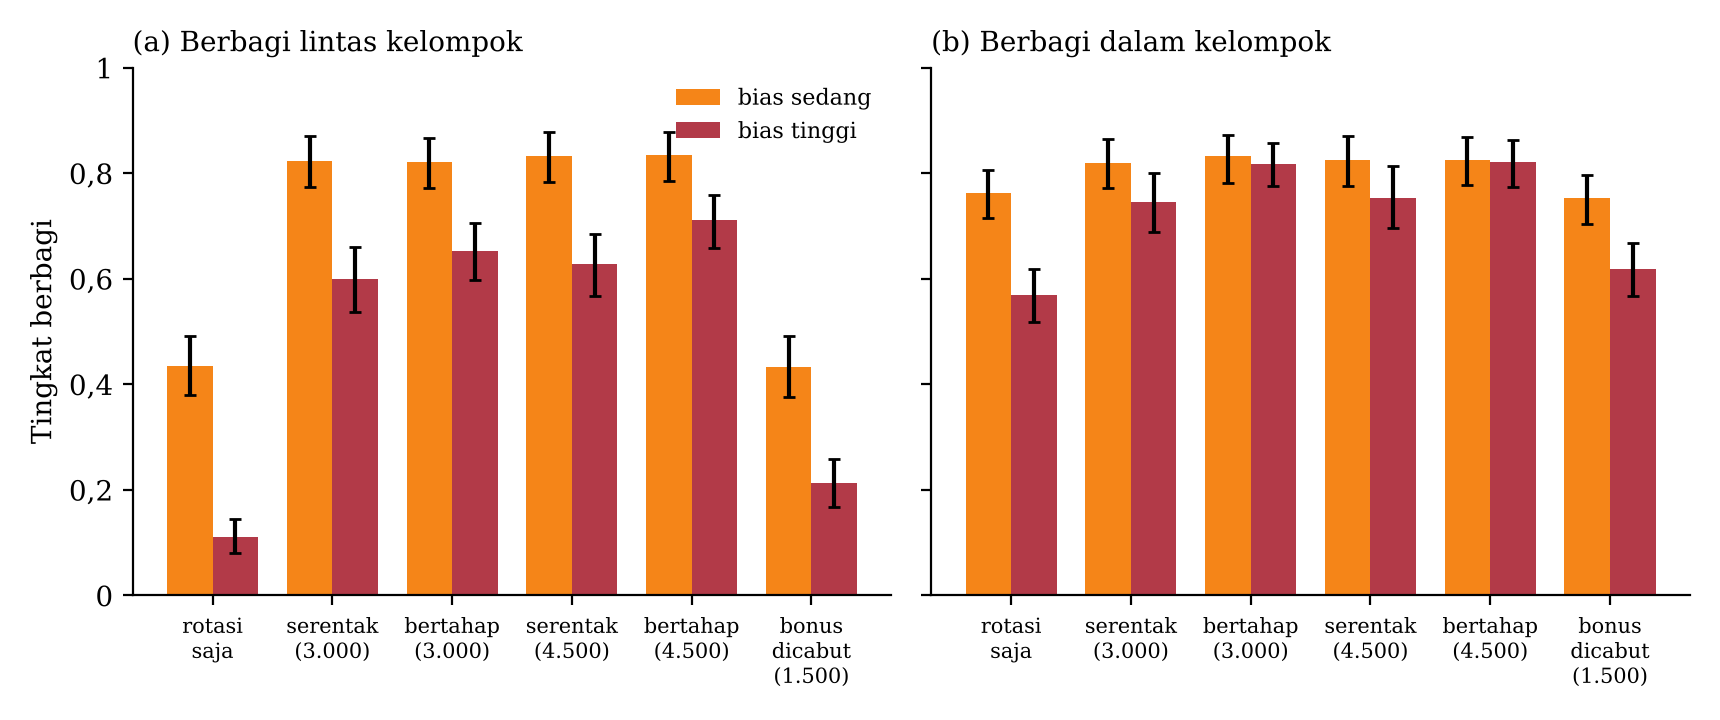 (a) Berbagi lintas kelompok
(b) Berbagi dalam kelompok
bias sedang
bias tinggi
Tingkat berbagi
1
0,8
0,6
0,4
0,2
0
rotasi
saja
serentak
(3.000)
bertahap
(3.000)
serentak
(4.500)
bertahap
(4.500)
bonus
dicabut
(1.500)
rotasi
saja
serentak
(3.000)
bertahap
(3.000)
serentak
(4.500)
bertahap
(4.500)
bonus
dicabut
(1.500)